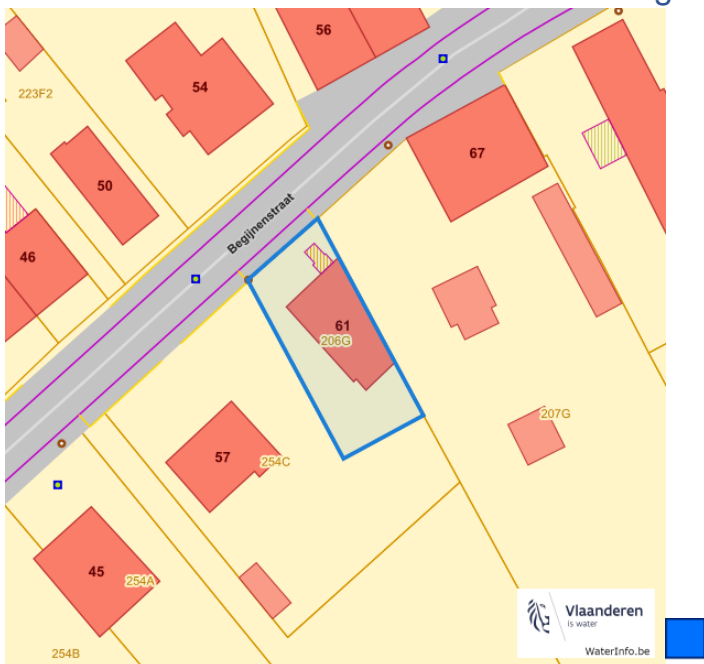 56
54
223F2
67
50
Begijnenstraat
46
61
206G
207G
57
254C
45
254A
254B
Vlaanderen
is water
WaterInfo.be